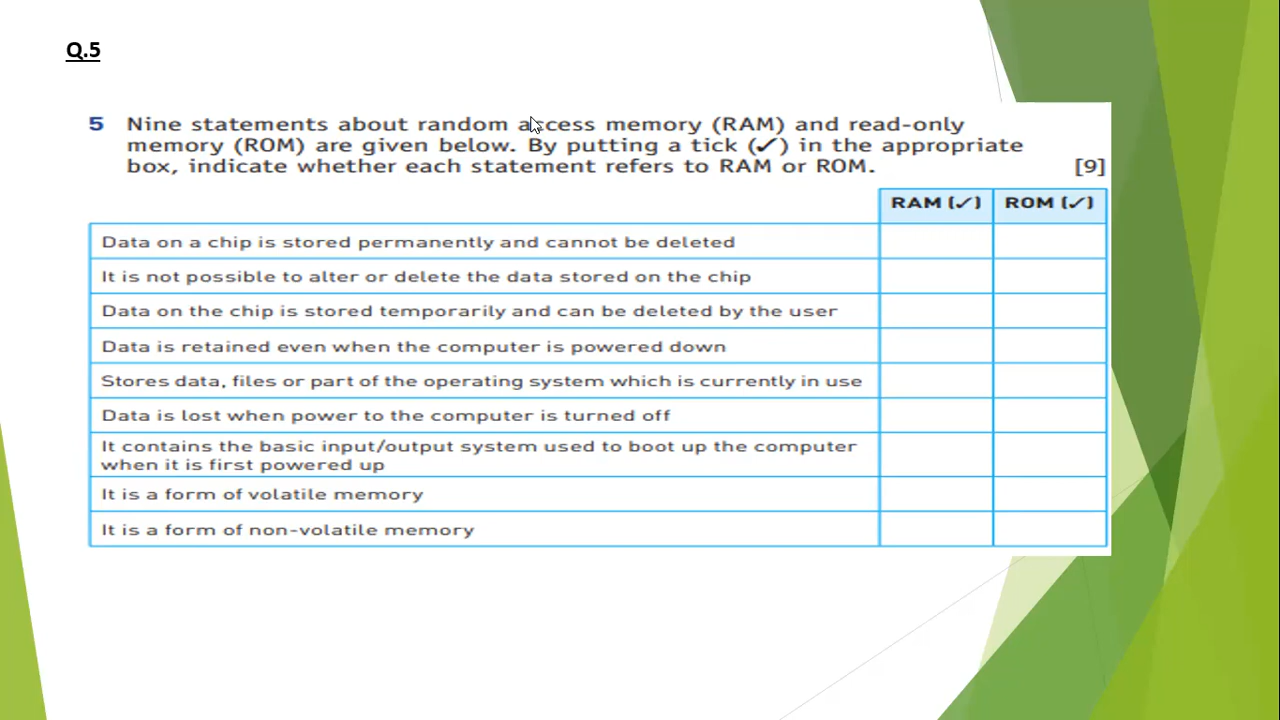 Q.5
5 Nine statements about random access memory (RAM) and read-only
memory (ROM) are given below. By putting a tick (✓) in the appropriate
box, indicate whether each statement refers to RAM or ROM. [9]
RAM (✓) ROM (✓)
Data on a chip is stored permanently and cannot be deleted
It is not possible to alter or delete the data stored on the chip
Data on the chip is stored temporarily and can be deleted by the user
Data is retained even when the computer is powered down
Stores data, files or part of the operating system which is currently in use
Data is lost when power to the computer is turned off
It contains the basic input/output system used to boot up the computer
when it is first powered up
It is a form of volatile memory
It is a form of non-volatile memory